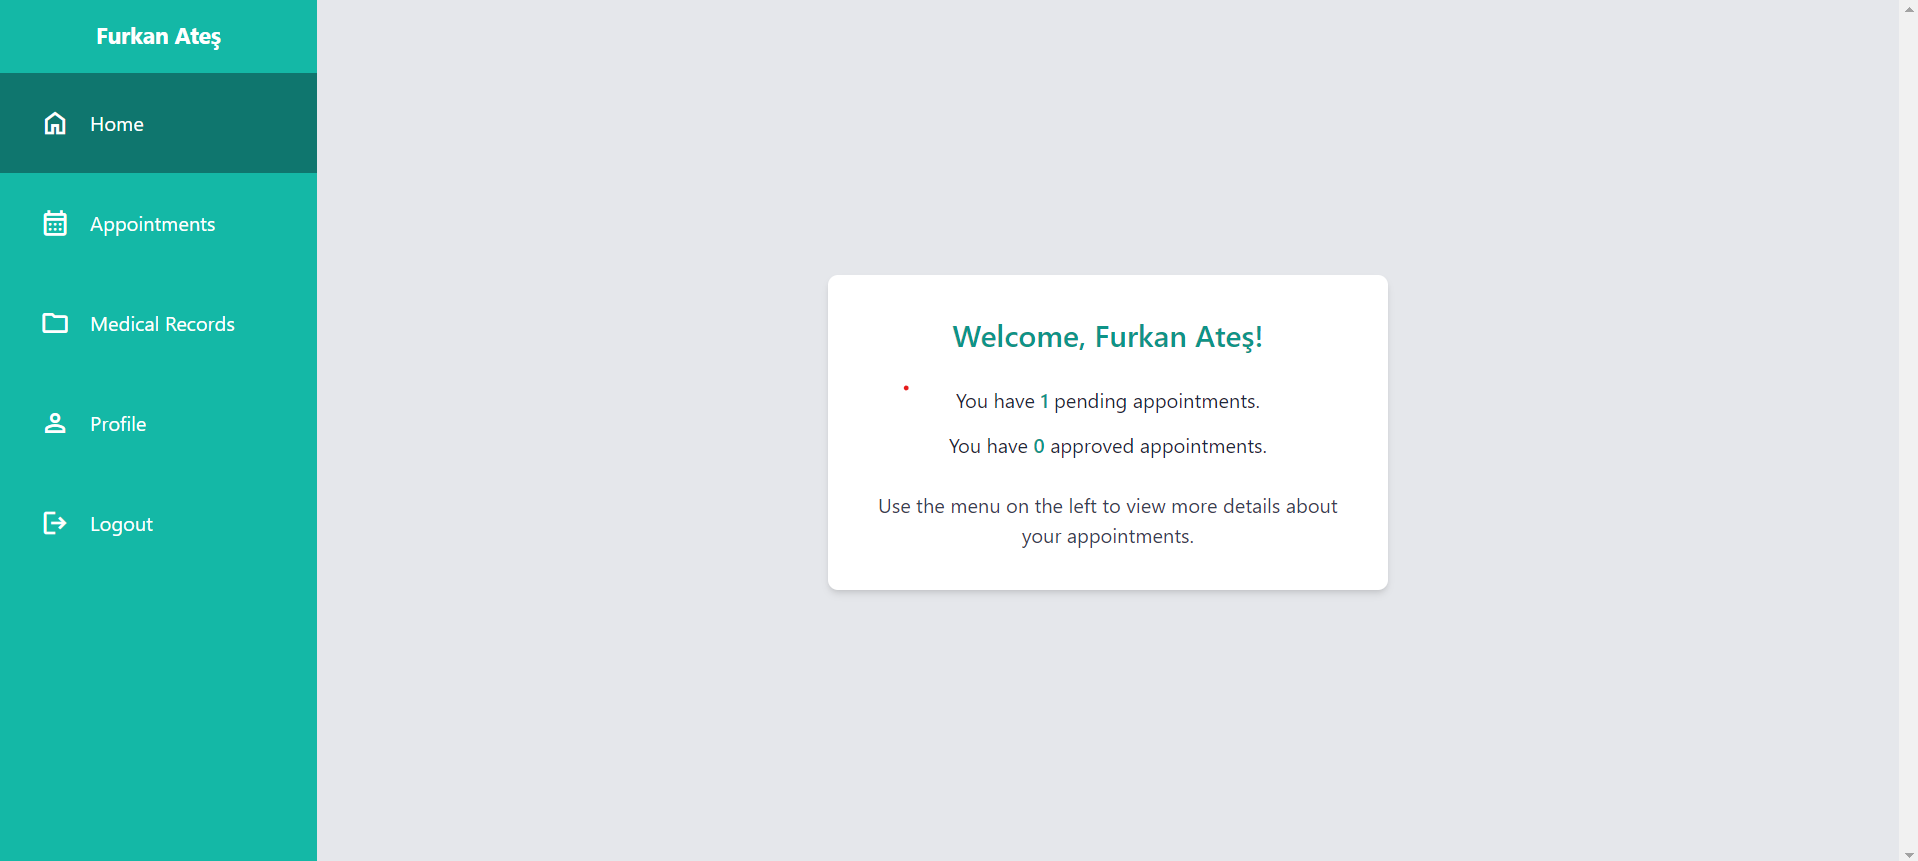 Furkan Ateş
Home
Appointments
Medical Records
Profile
Logout
Welcome, Furkan Ateş!
You have 1 pending appointments.
You have 0 approved appointments.
Use the menu on the left to view more details about
your appointments.